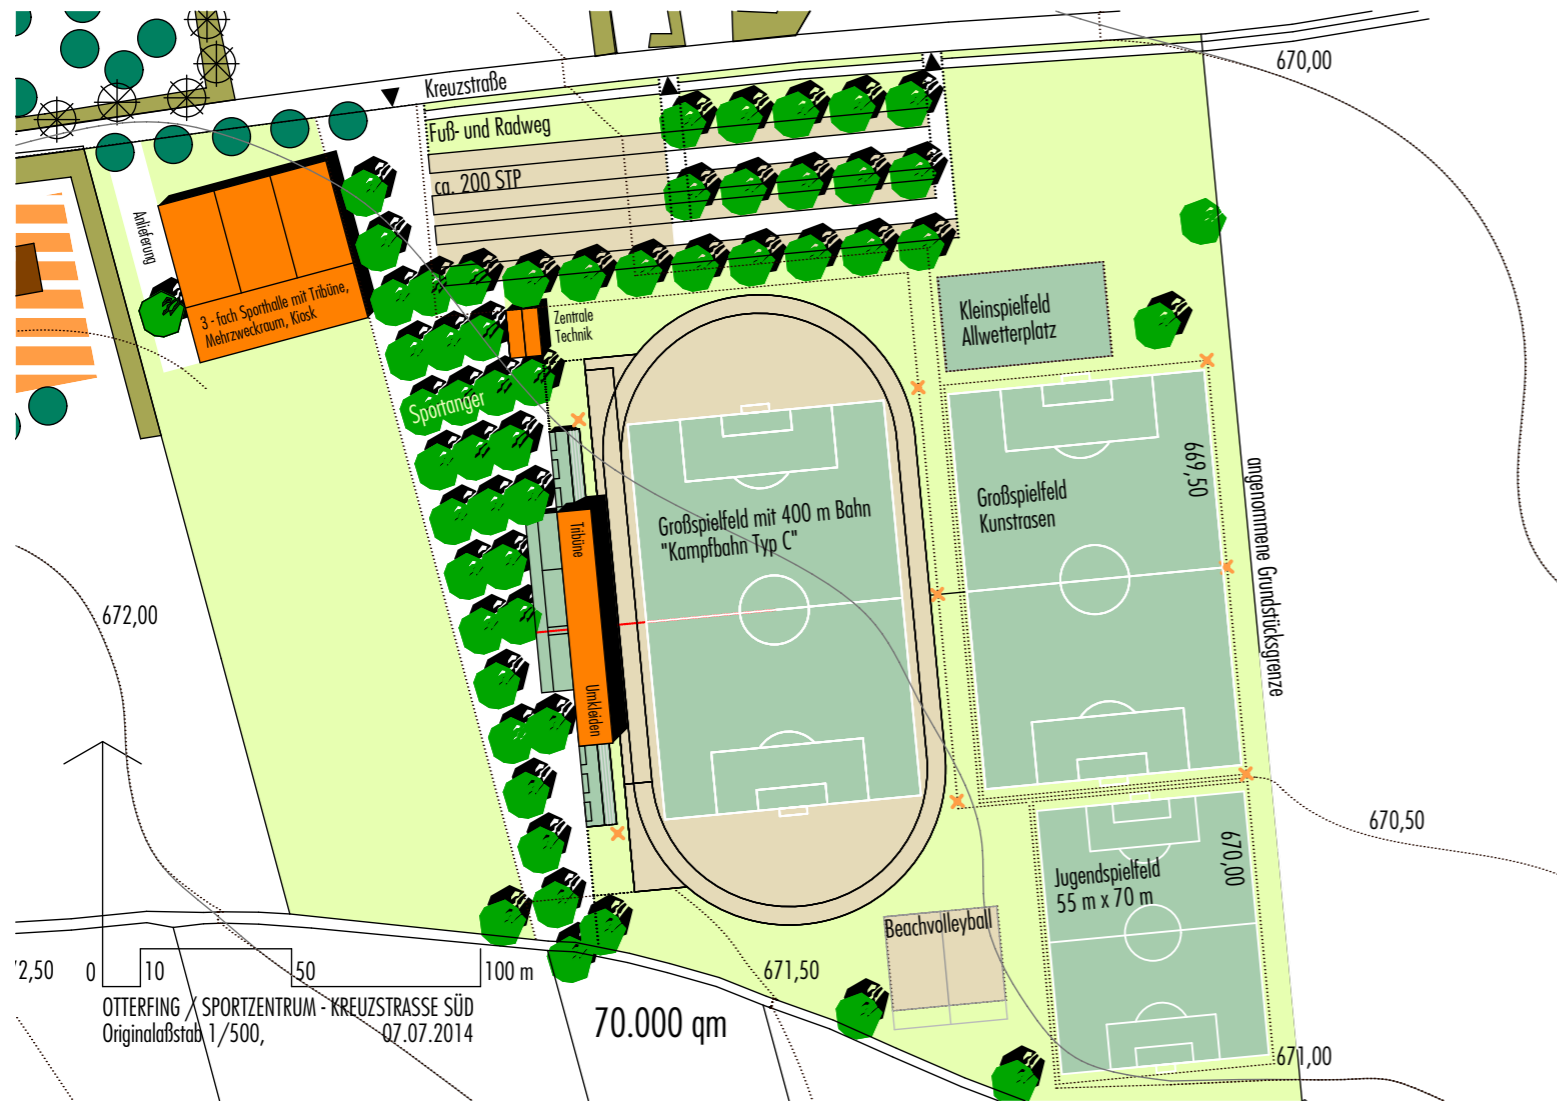 670,00
Kreuzstraße
Fuß- und Radweg
ca. 200 STP
Anlieferung
3 - fach Sporthalle mit Tribüne,
Mehrzweckraum, Kiosk
Zentrale
Technik
Kleinspielfeld
Allwetterplatz
Sportanger
Großspielfeld mit 400 m Bahn
"Kampfbahn Typ C"
Großspielfeld
Kunstrasen
669,50
angenommene Grundstücksgrenze
Tribüne
Umkleiden
672,00
670,50
Jugendspielfeld
55 m x 70 m
670,00
Beachvolleyball
671,50
671,00
'2,50
0
10
50
100 m
OTTERFING / SPORTZENTRUM - KREUZSTRASSE SÜD
Originalaßstab 1/500, 07.07.2014
70.000 qm